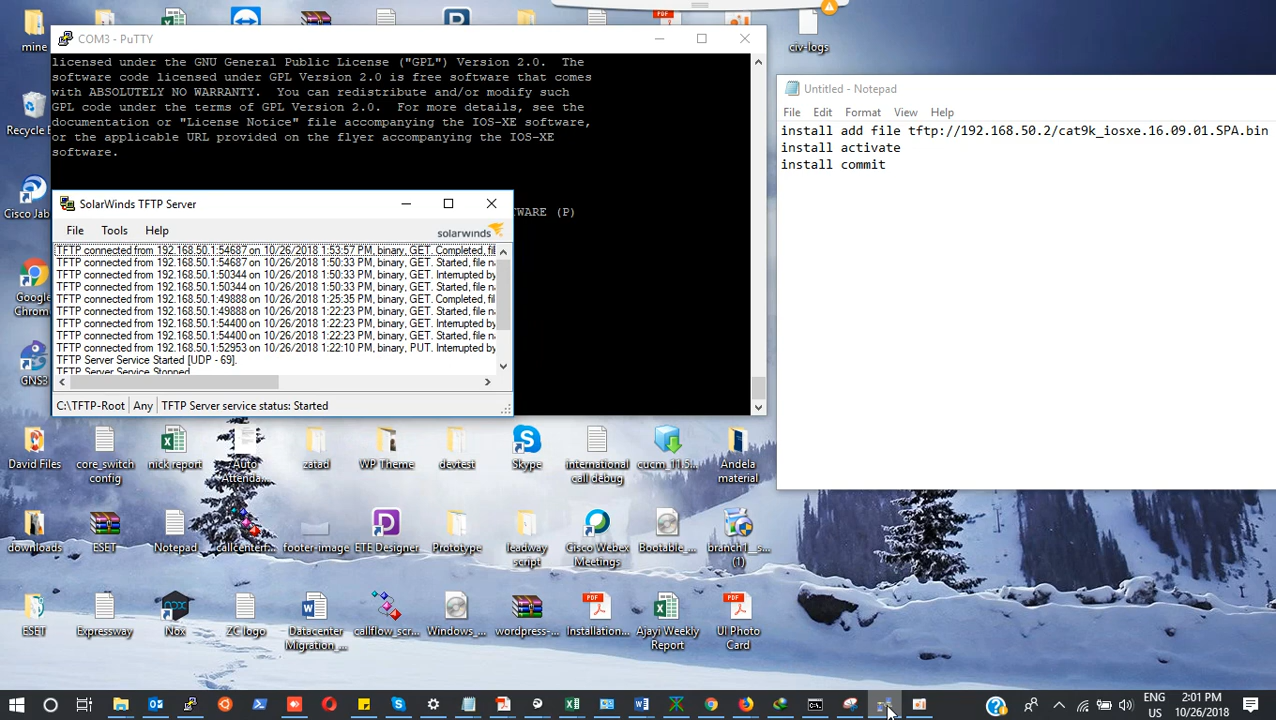 mine
civ-logs
COM3 - PuTTY
licensed under the GNU General Public License ("GPL") Version 2.0. The
software code licensed under GPL Version 2.0 is free software that comes
with ABSOLUTELY NO WARRANTY. You can redistribute and/or modify such
GPL code under the terms of GPL Version 2.0. For more details, see the
documentation or "License Notice" file accompanying the IOS-XE software,
or the applicable URL provided on the flyer accompanying the IOS-XE
software.
TWARE (P)
Untitled - Notepad
File Edit Format View Help
install add file tftp://192.168.50.2/cat9k_iosxe.16.09.01.SPA.bin
install activate
install commit
SolarWinds TFTP Server
File Tools Help
solarwinds
TFTP connected from 192.168.50.1:54687 on 10/26/2018 1:53:57 PM, binary, GET. Completed, fil
TFTP connected from 192.168.50.1:54687 on 10/26/2018 1:50:33 PM, binary, GET. Started, file n
TFTP connected from 192.168.50.1:50344 on 10/26/2018 1:50:33 PM, binary, GET. Interrupted by
TFTP connected from 192.168.50.1:50344 on 10/26/2018 1:50:33 PM, binary, GET. Started, file n
TFTP connected from 192.168.50.1:49888 on 10/26/2018 1:25:35 PM, binary, GET. Completed, fil
TFTP connected from 192.168.50.1:49888 on 10/26/2018 1:22:23 PM, binary, GET. Started, file n
TFTP connected from 192.168.50.1:54400 on 10/26/2018 1:22:23 PM, binary, GET. Interrupted by
TFTP connected from 192.168.50.1:54400 on 10/26/2018 1:22:23 PM, binary, GET. Started, file n
TFTP connected from 192.168.50.1:52953 on 10/26/2018 1:22:10 PM, binary, PUT. Interrupted by
TFTP Server Service Started [UDP - 69].
TFTP Server Service Stopped
C:\TFTP-Root Any TFTP Server service status: Started
Recycle B
Cisco Jab
Google
Chrom
GNS3
David Files
core_switch
config
nick report
Auto
Attenda...
zatad
WP Theme
devtest
Skype
international
call debug
cucm_11.5...
Andela
material
downloads
ESET
Notepad
callcenterf...
footer-image
ETE Designer
Prototype
leadway
script
Cisco Webex
Meetings
Bootable_...
branch1__s...
(1)
ESET
Expressway
Nox
ZC logo
Datacenter
Migration_...
callflow_scr...
Windows_...
wordpress-...
Installation...
Ajayi Weekly
Report
UI Photo
Card
ENG
US
2:01 PM
10/26/2018